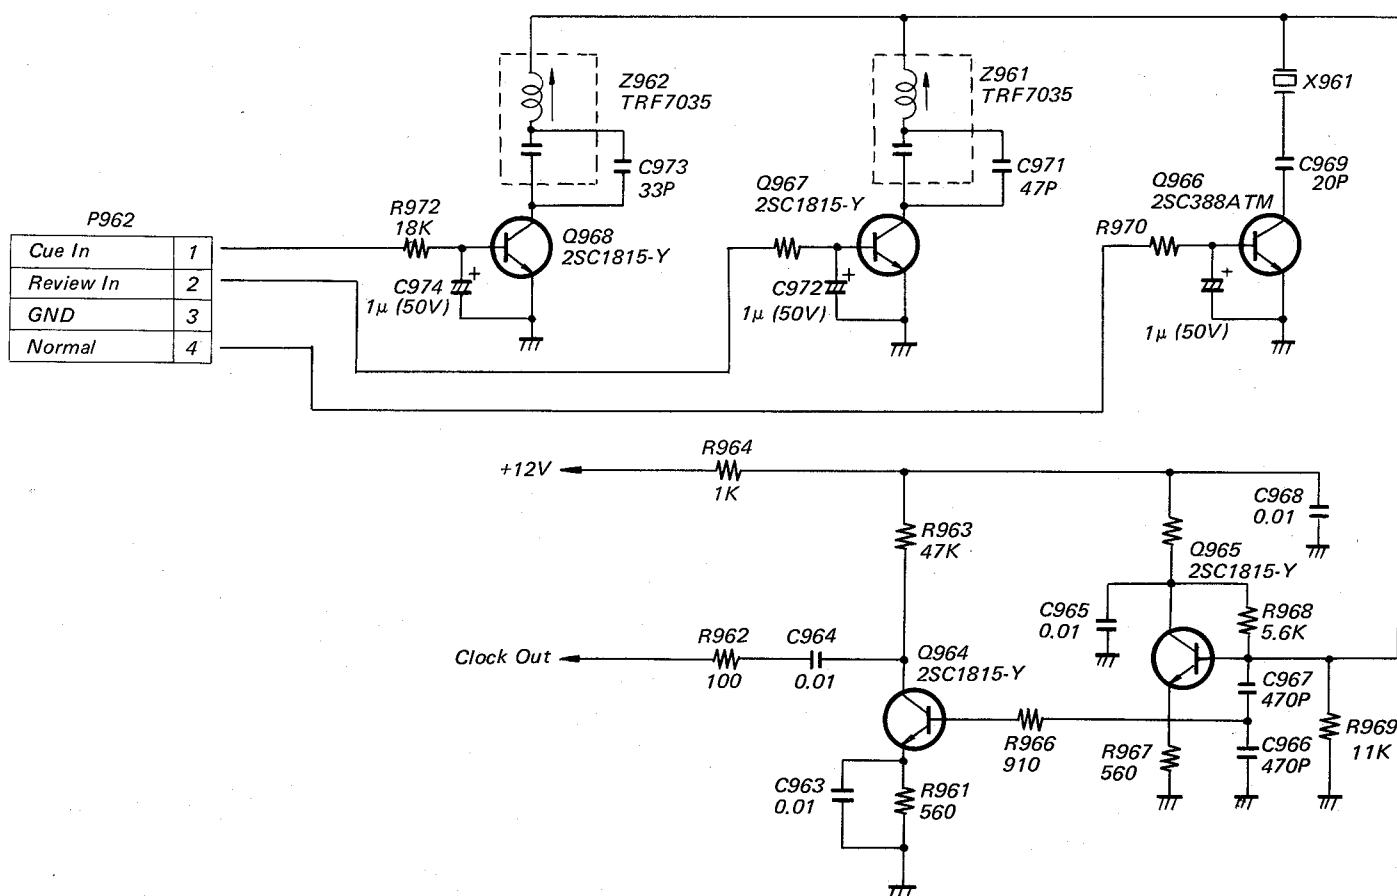 Z962
TRF7035
C973
33P
Z961
TRF7035
C971
47P
X961
C969
20P
Q966
2SC388ATM
Q967
2SC1815-Y
R972
18K
Q968
2SC1815-Y
R970
P962
Cue In 1
Review In 2
GND 3
Normal 4
C974
1μ (50V)
+
C972
1μ (50V)
+
1μ (50V)
+
+12V
R964
1K
R963
47K
C968
0.01
Q965
2SC1815-Y
C965
0.01
R968
5.6K
Clock Out
R962
100
C964
0.01
Q964
2SC1815-Y
C967
470P
R966
910
R967
560
C966
470P
R969
11K
C963
0.01
R961
560